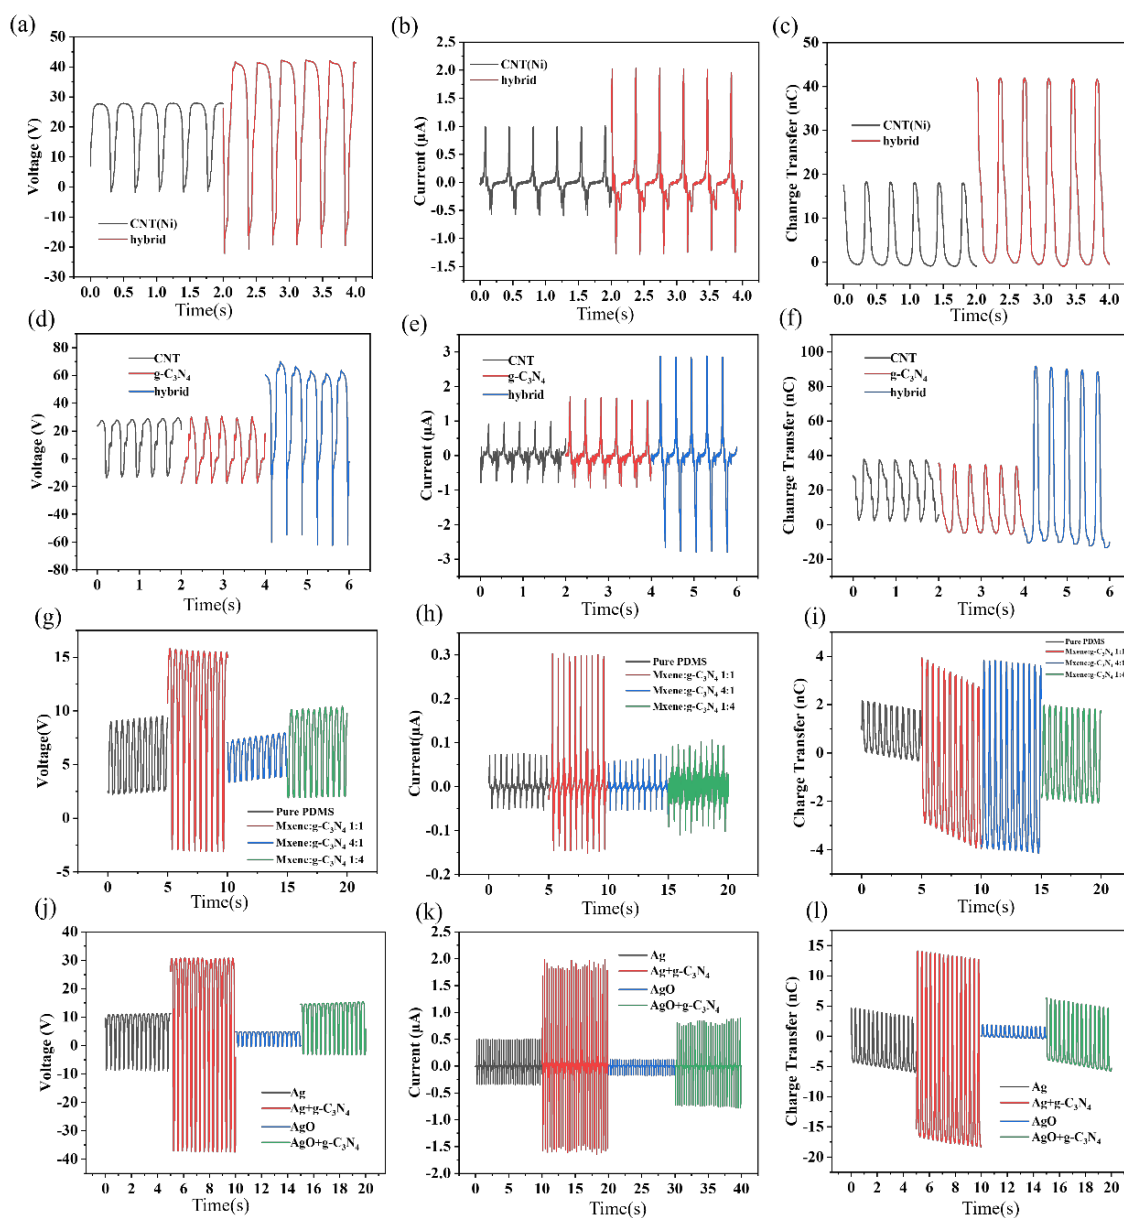 (a)
50
40
30
20
10
0
-10
-20
-30
Voltage (V)
CNT(Ni)
hybrid
0.0 0.5 1.0 1.5 2.0 2.5 3.0 3.5 4.0
Time(s)
(b)
2.5
2.0
1.5
1.0
0.5
0.0
-0.5
-1.0
-1.5
Current (μA)
CNT(Ni)
hybrid
0.0 0.5 1.0 1.5 2.0 2.5 3.0 3.5 4.0
Time(s)
(c)
50
40
30
20
10
0
Chanrge Transfer (nC)
CNT(Ni)
hybrid
0.0 0.5 1.0 1.5 2.0 2.5 3.0 3.5 4.0
Time(s)
(d)
80
60
40
20
0
-20
-40
-60
-80
Voltage (V)
CNT
g-C₃N₄
hybrid
0 1 2 3 4 5 6
Time(s)
(e)
3
2
1
0
-1
-2
-3
Current (μA)
CNT
g-C₃N₄
hybrid
0 1 2 3 4 5 6
Time(s)
(f)
100
80
60
40
20
0
-20
Chanrge Transfer (nC)
CNT
g-C₃N₄
hybrid
0 1 2 3 4 5 6
Time(s)
(g)
15
10
5
0
-5
Voltage(V)
Pure PDMS
Mxene:g-C₃N₄ 1:1
Mxene:g-C₃N₄ 4:1
Mxene:g-C₃N₄ 1:4
0 5 10 15 20
Time(s)
(h)
0.3
0.2
0.1
0.0
-0.1
-0.2
Current(μA)
Pure PDMS
Mxene:g-C₃N₄ 1:1
Mxene:g-C₃N₄ 4:1
Mxene:g-C₃N₄ 1:4
0 5 10 15 20
Time(s)
(i)
4
2
0
-2
-4
Charge Transfer (nC)
Pure PDMS
Mxene:g-C₃N₄ 1:1
Mxene:g-C₃N₄ 4:1
Mxene:g-C₃N₄ 1:4
0 5 10 15 20
Time(s)
(j)
40
30
20
10
0
-10
-20
-30
-40
Voltage (V)
Ag
Ag+g-C₃N₄
AgO
AgO+g-C₃N₄
0 2 4 6 8 10 12 14 16 18 20
Time(s)
(k)
2.5
2.0
1.5
1.0
0.5
0.0
-0.5
-1.0
-1.5
-2.0
Current (μA)
Ag
Ag+g-C₃N₄
AgO
AgO+g-C₃N₄
0 5 10 15 20 25 30 35 40
Time(s)
(l)
15
10
5
0
-5
-10
-15
-20
Charge Transfer (nC)
Ag
Ag+g-C₃N₄
AgO
AgO+g-C₃N₄
0 2 4 6 8 10 12 14 16 18 20
Time(s)